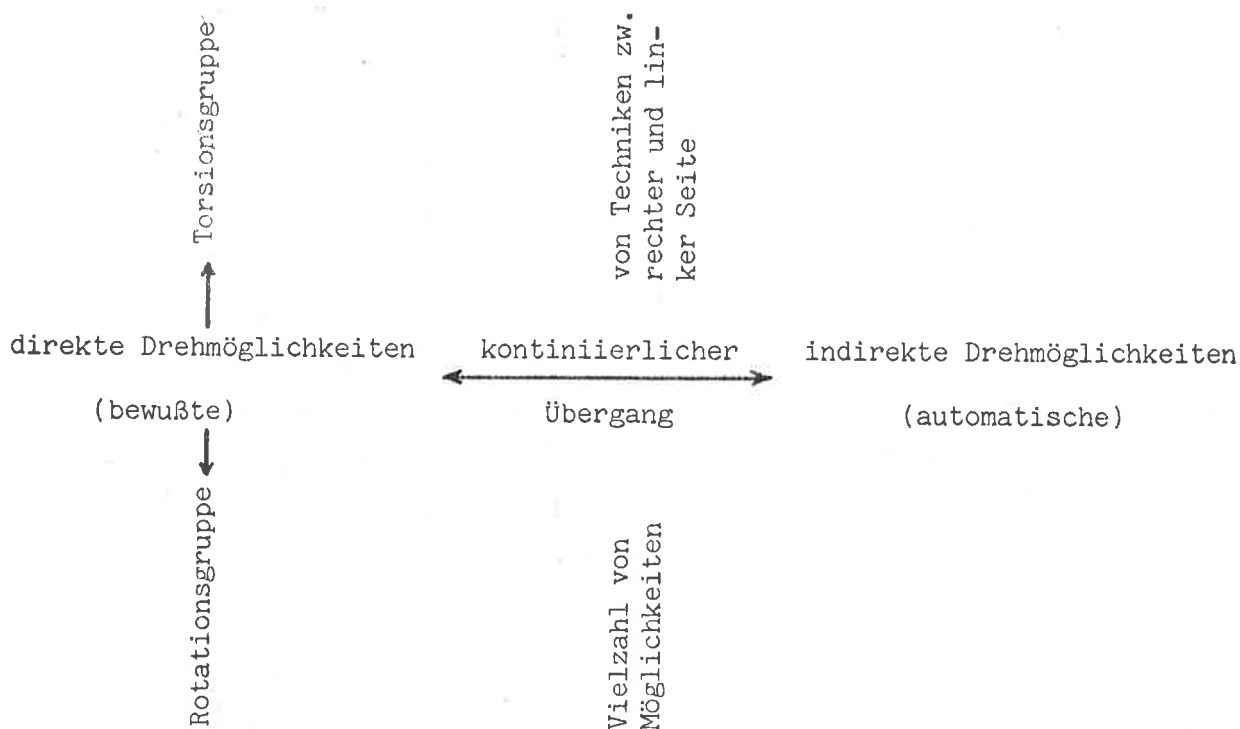 Torsionsgruppe
von Techniken zw.
rechter und lin-
ker Seite
direkte Drehmöglichkeiten
(bewußte)
kontiniierlicher
Übergang
indirekte Drehmöglichkeiten
(automatische)
Rotationsgruppe
Vielzahl von
Möglichkeiten